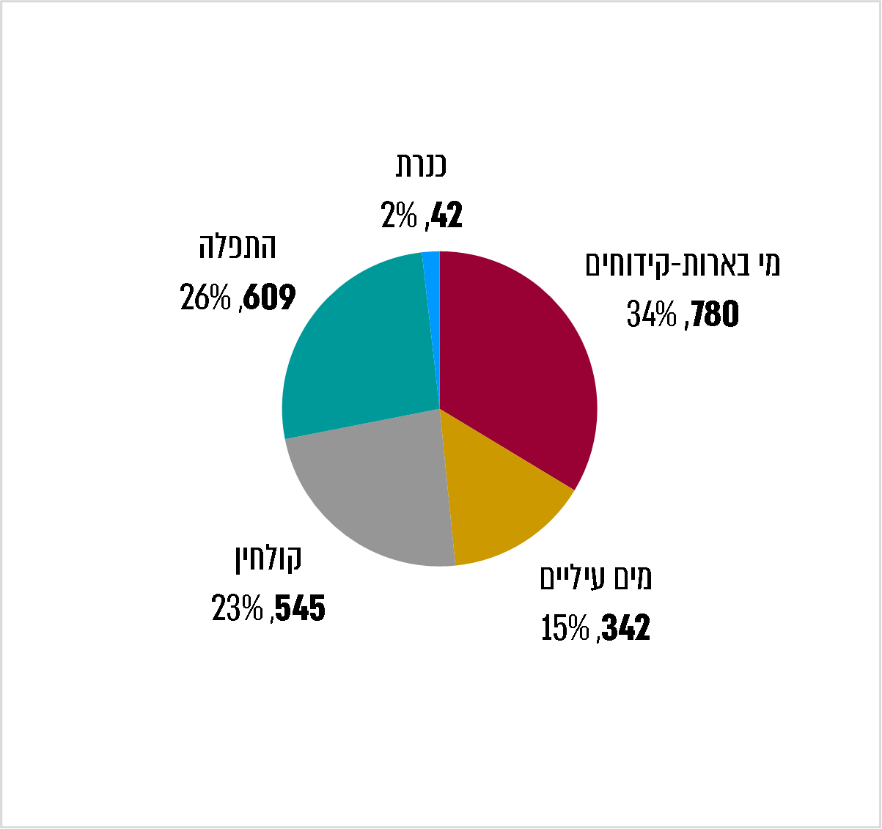 כנרת
42, 2%
מי בארות-קידוחים
780, 34%
התפלה
609, 26%
קולחין
545, 23%
מים עיליים
342, 15%